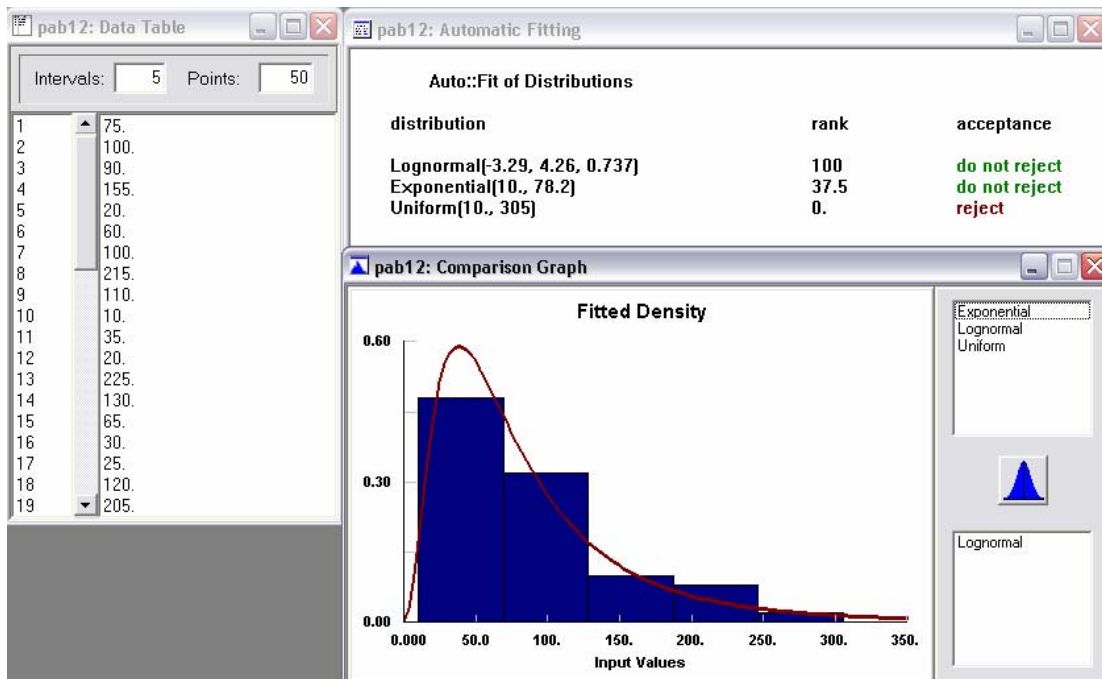 pab12: Data Table
Intervals: 5 Points: 50
1 75.
2 100.
3 90.
4 155.
5 20.
6 60.
7 100.
8 215.
9 110.
10 10.
11 35.
12 20.
13 225.
14 130.
15 65.
16 30.
17 25.
18 120.
19 205.
pab12: Automatic Fitting
Auto::Fit of Distributions
distribution rank acceptance
Lognormal(-3.29, 4.26, 0.737) 100 do not reject
Exponential(10., 78.2) 37.5 do not reject
Uniform(10., 305) 0. reject
pab12: Comparison Graph
Fitted Density
0.60
0.30
0.00
0.000 50.0 100. 150. 200. 250. 300. 350.
Input Values
Exponential
Lognormal
Uniform
Lognormal